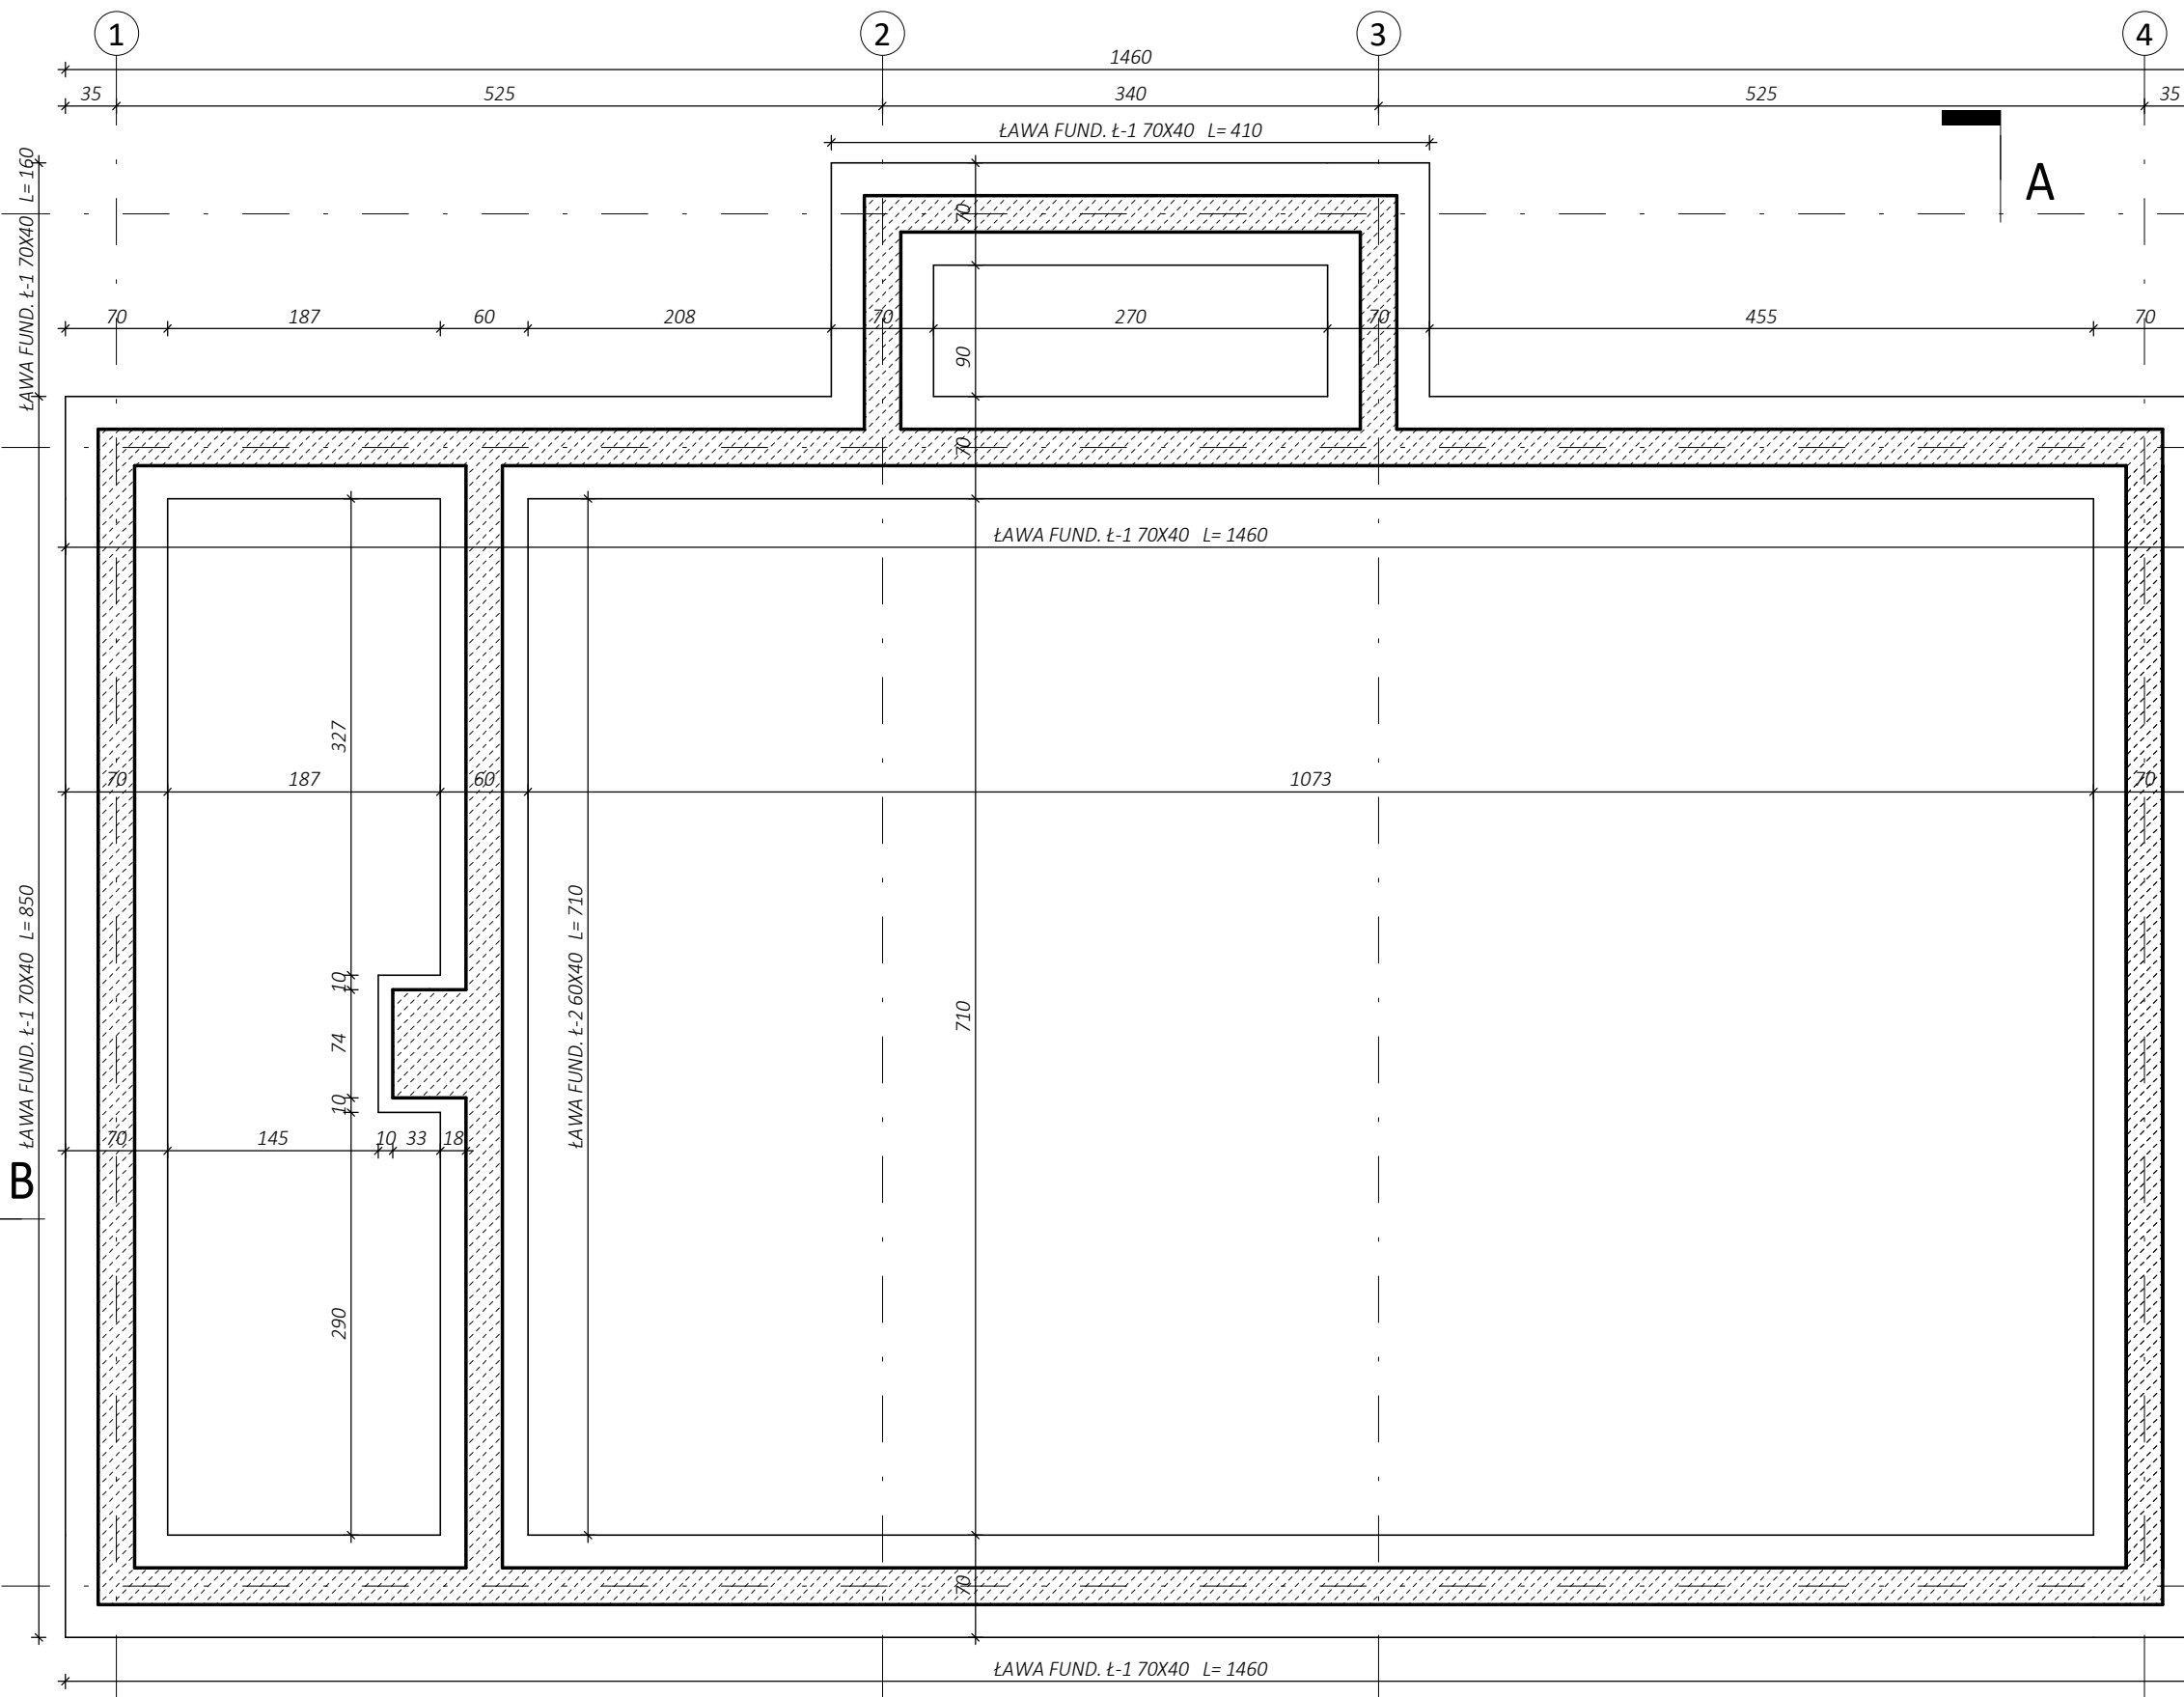 1 2 3 4
1460
35 525 340 525 35
ŁAWA FUND. Ł-1 70X40 L= 410
A
ŁAWA FUND. Ł-1 70X40 L= 160
70
70 187 60 208 70 270 70 455 70
90
70
ŁAWA FUND. Ł-1 70X40 L= 1460
327
70 187 60 1073 70
ŁAWA FUND. Ł-1 70X40 L= 850
ŁAWA FUND. Ł-2 60X40 L= 710
10
710
74
10
70 145 10 33 18
B
290
70
ŁAWA FUND. Ł-1 70X40 L= 1460